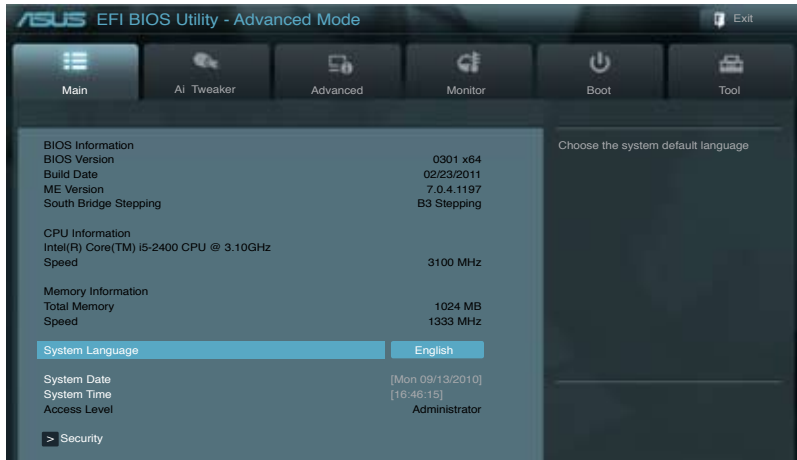 ASUS EFI BIOS Utility - Advanced Mode
Exit
Main
Ai Tweaker
Advanced
Monitor
Boot
Tool
BIOS Information
BIOS Version 0301 x64
Build Date 02/23/2011
ME Version 7.0.4.1197
South Bridge Stepping B3 Stepping
CPU Information
Intel(R) Core(TM) i5-2400 CPU @ 3.10GHz
Speed 3100 MHz
Memory Information
Total Memory 1024 MB
Speed 1333 MHz
System Language English
System Date [Mon 09/13/2010]
System Time [16:46:15]
Access Level Administrator
> Security
Choose the system default language